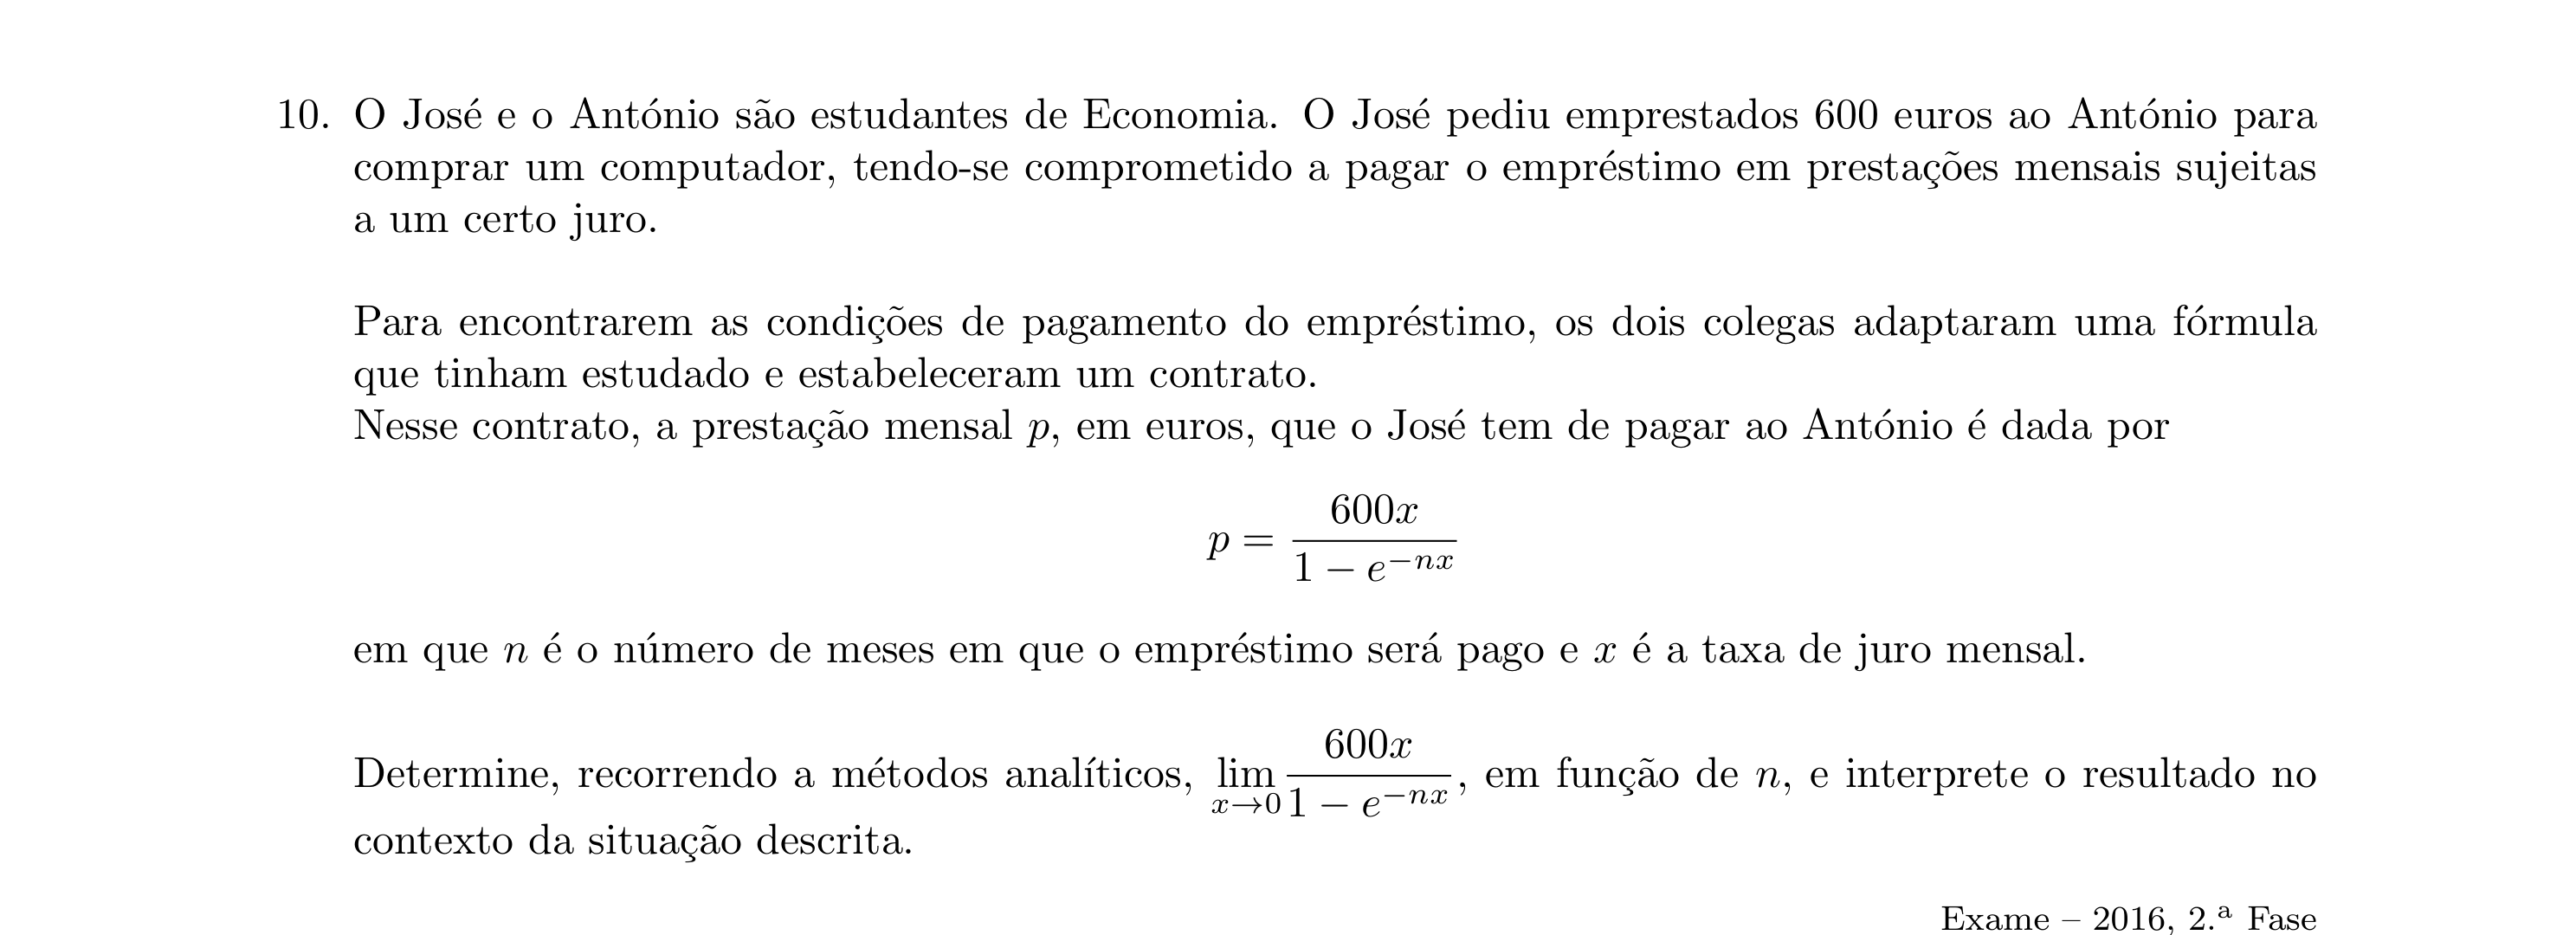 10. O José e o António são estudantes de Economia. O José pediu emprestados 600 euros ao António para
comprar um computador, tendo-se comprometido a pagar o empréstimo em prestações mensais sujeitas
a um certo juro.
Para encontrarem as condições de pagamento do empréstimo, os dois colegas adaptaram uma fórmula
que tinham estudado e estabeleceram um contrato.
Nesse contrato, a prestação mensal p, em euros, que o José tem de pagar ao António é dada por
p = \frac{600x}{1 - e^{-nx}}
em que n é o número de meses em que o empréstimo será pago e x é a taxa de juro mensal.
Determine, recorrendo a métodos analíticos, \lim_{x→0} \frac{600x}{1 - e^{-nx}}, em função de n, e interprete o resultado no
contexto da situação descrita.
Exame – 2016, 2.ª Fase